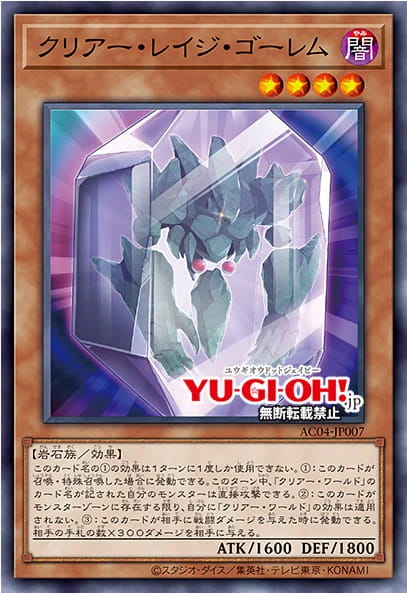 クリアー・レイジ・ゴーレム
闇
ユウギオウドットジェイピー
YU-GI-OH!.jp
無断転載禁止
AC04-JP007
【岩石族／効果】
このカード名の①の効果は1ターンに1度しか使用できない。①：このカードが
召喚・特殊召喚した場合に発動できる。このターン中、「クリアー・ワールド」の
カード名が記された自分のモンスターは直接攻撃できる。②：このカードが
モンスターゾーンに存在する限り、自分に「クリアー・ワールド」の効果は適用
されない。③：このカードが相手に戦闘ダメージを与えた時に発動できる。
相手の手札の数×300ダメージを相手に与える。
ATK/1600 DEF/1800
©スタジオ・ダイス／集英社・テレビ東京・KONAMI